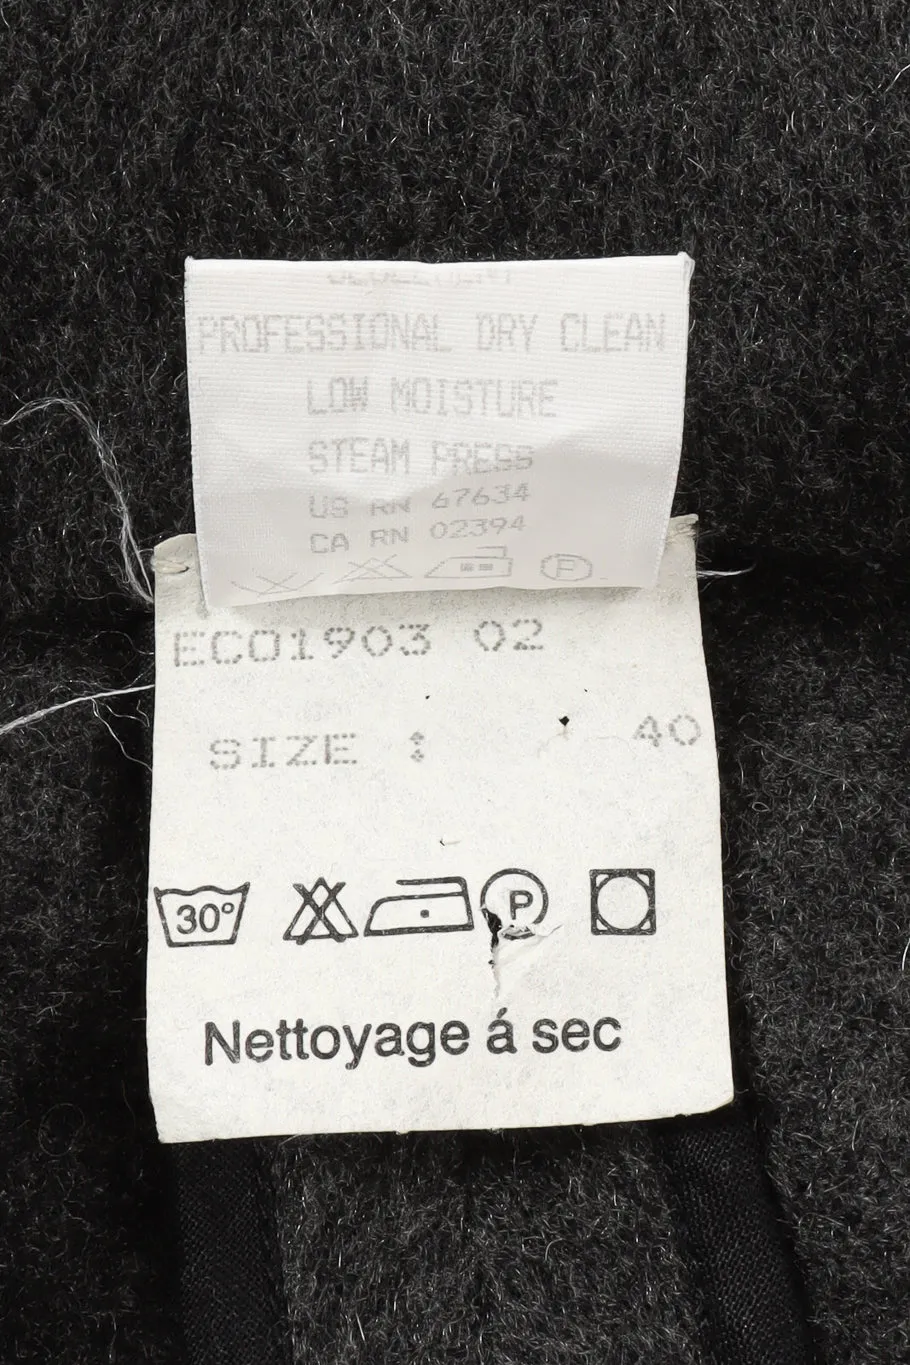 PROFESSIONAL DRY CLEAN
LOW MOISTURE
STEAM PRESS
US RN 67634
CA RN 02394
F
ECO1903 02
SIZE : 40
30° P
Nettoyage á sec